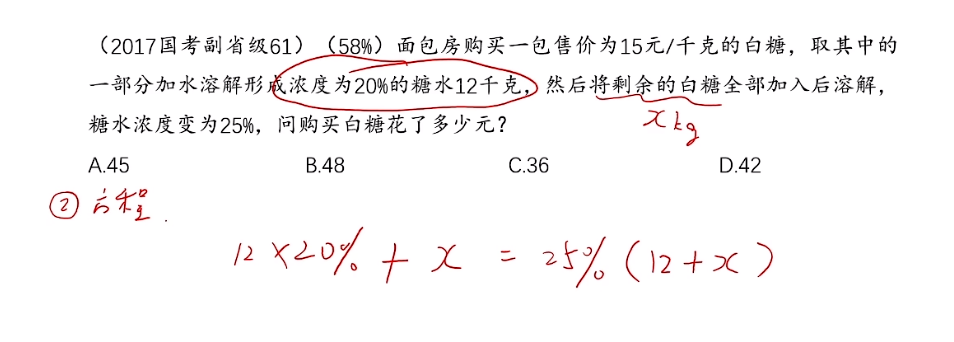 （2017国考副省级61）（58%）面包房购买一包售价为15元/千克的白糖，取其中的
一部分加水溶解形成浓度为20%的糖水12千克，然后将剩余的白糖全部加入后溶解，
糖水浓度变为25%，问购买白糖花了多少元？
xkg
A.45 B.48 C.36 D.42
② 方程
12×20% + x = 25%(12+x)